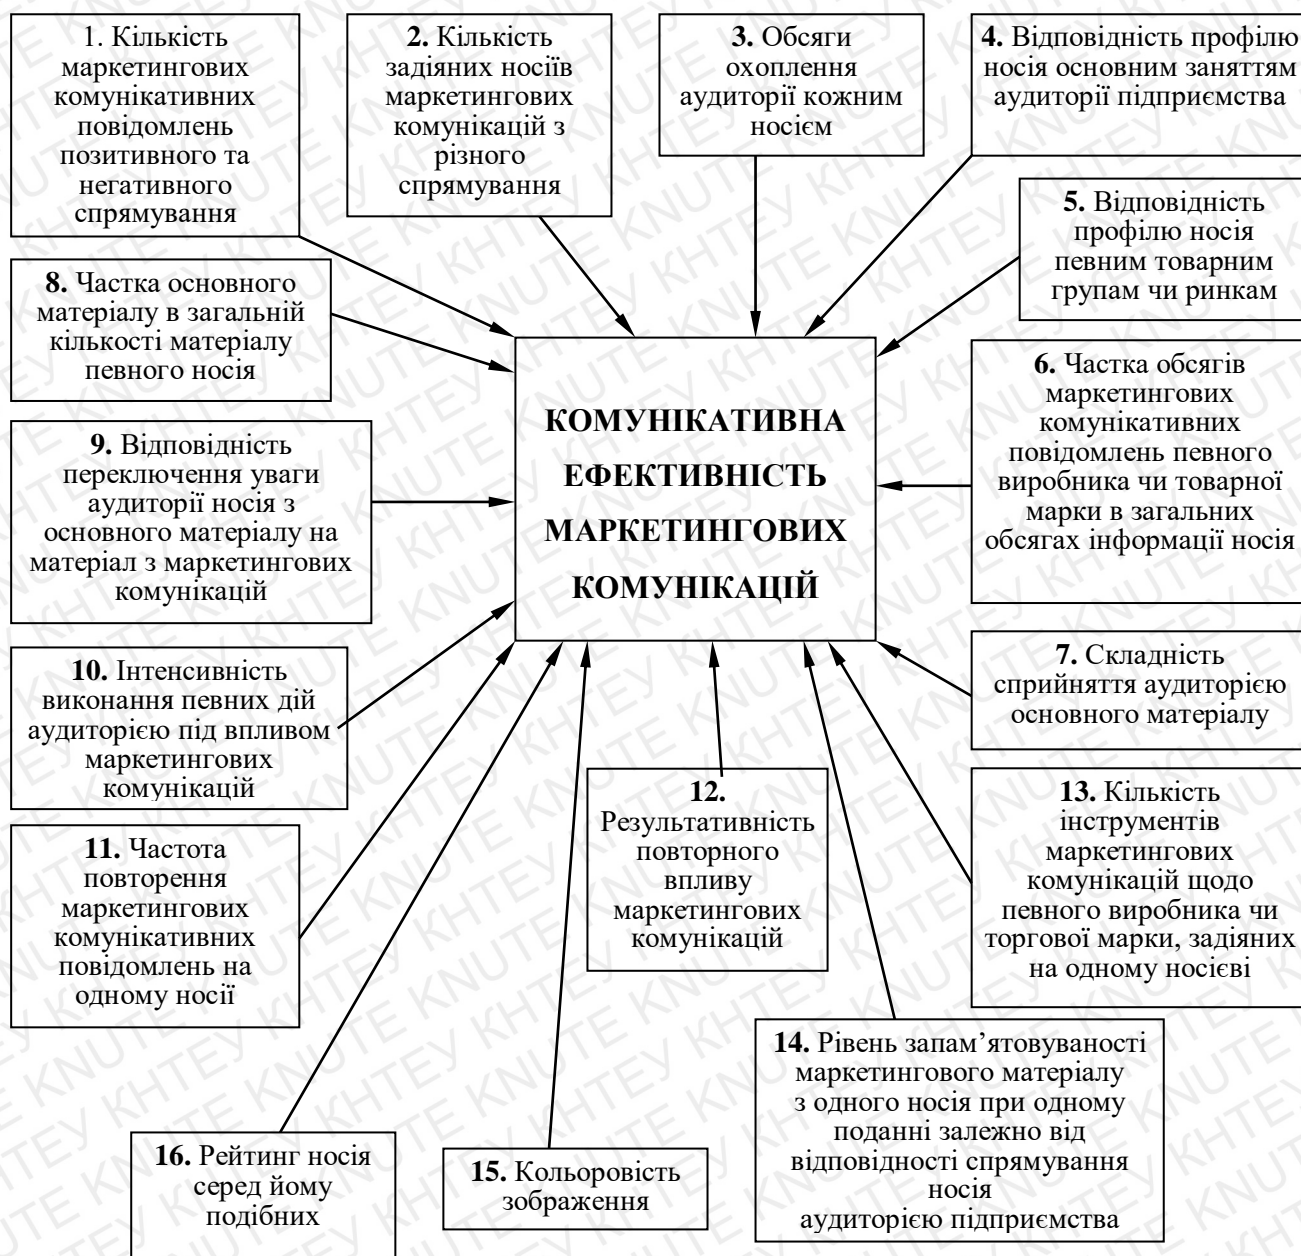 1. Кількість
маркетингових
комунікативних
повідомлень
позитивного та
негативного
спрямування
2. Кількість
задіяних носіїв
маркетингових
комунікацій з
різного
спрямування
3. Обсяги
охоплення
аудиторії кожним
носієм
4. Відповідність профілю
носія основним заняттям
аудиторії підприємства
5. Відповідність
профілю носія
певним товарним
групам чи ринкам
8. Частка основного
матеріалу в загальній
кількості матеріалу
певного носія
КОМУНІКАТИВНА
ЕФЕКТИВНІСТЬ
МАРКЕТИНГОВИХ
КОМУНІКАЦІЙ
6. Частка обсягів
маркетингових
комунікативних
повідомлень певного
виробника чи товарної
марки в загальних
обсягах інформації носія
9. Відповідність
переключення уваги
аудиторії носія з
основного матеріалу на
матеріал з маркетингових
комунікацій
7. Складність
сприйняття аудиторією
основного матеріалу
10. Інтенсивність
виконання певних дій
аудиторією під впливом
маркетингових
комунікацій
12.
Результативність
повторного
впливу
маркетингових
комунікацій
13. Кількість
інструментів
маркетингових
комунікацій щодо
певного виробника чи
торгової марки, задіяних
на одному носієві
11. Частота
повторення
маркетингових
комунікативних
повідомлень на
одному носії
14. Рівень запам’ятовуваності
маркетингового матеріалу
з одного носія при одному
поданні залежно від
відповідності спрямування
носія
аудиторією підприємства
16. Рейтинг носія
серед йому
подібних
15. Кольоровість
зображення